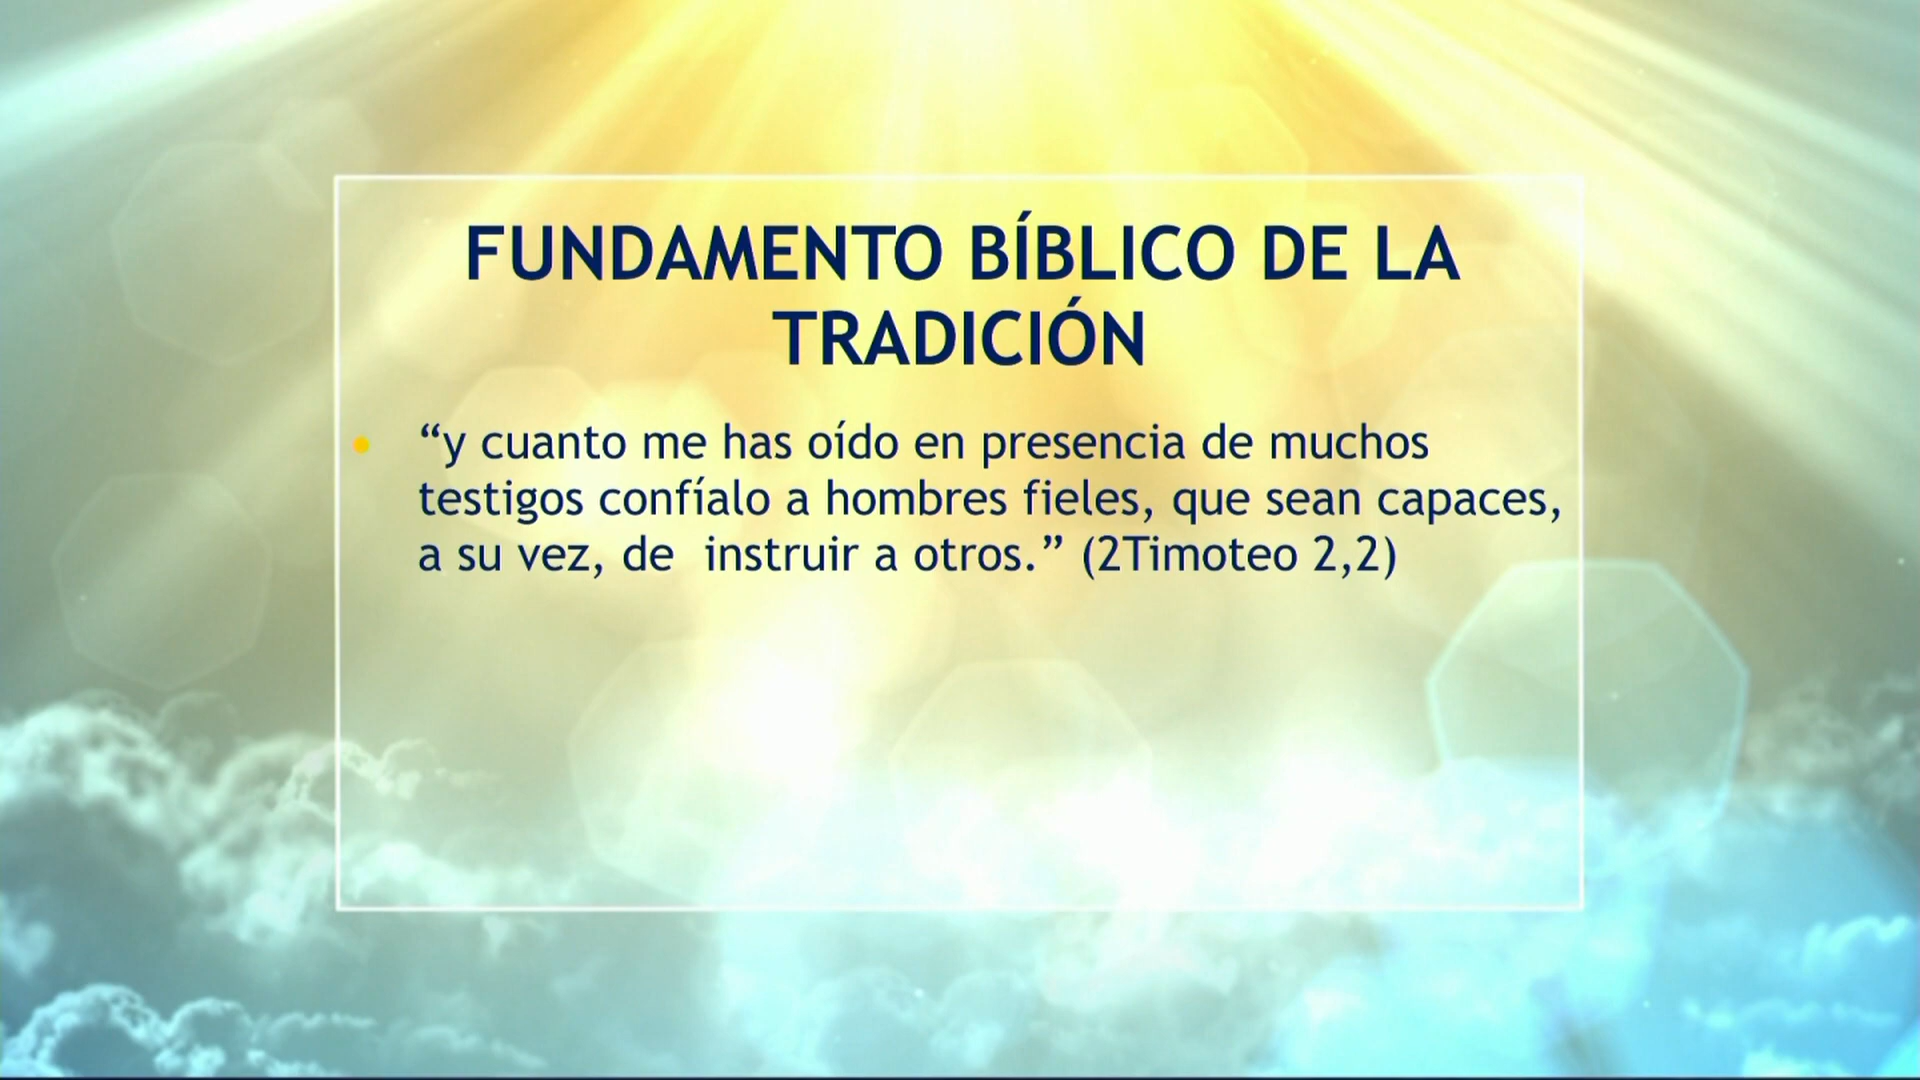 FUNDAMENTO BÍBLICO DE LA
TRADICIÓN
• “y cuanto me has oído en presencia de muchos
testigos confíalo a hombres fieles, que sean capaces,
a su vez, de  instruir a otros.” (2Timoteo 2,2)